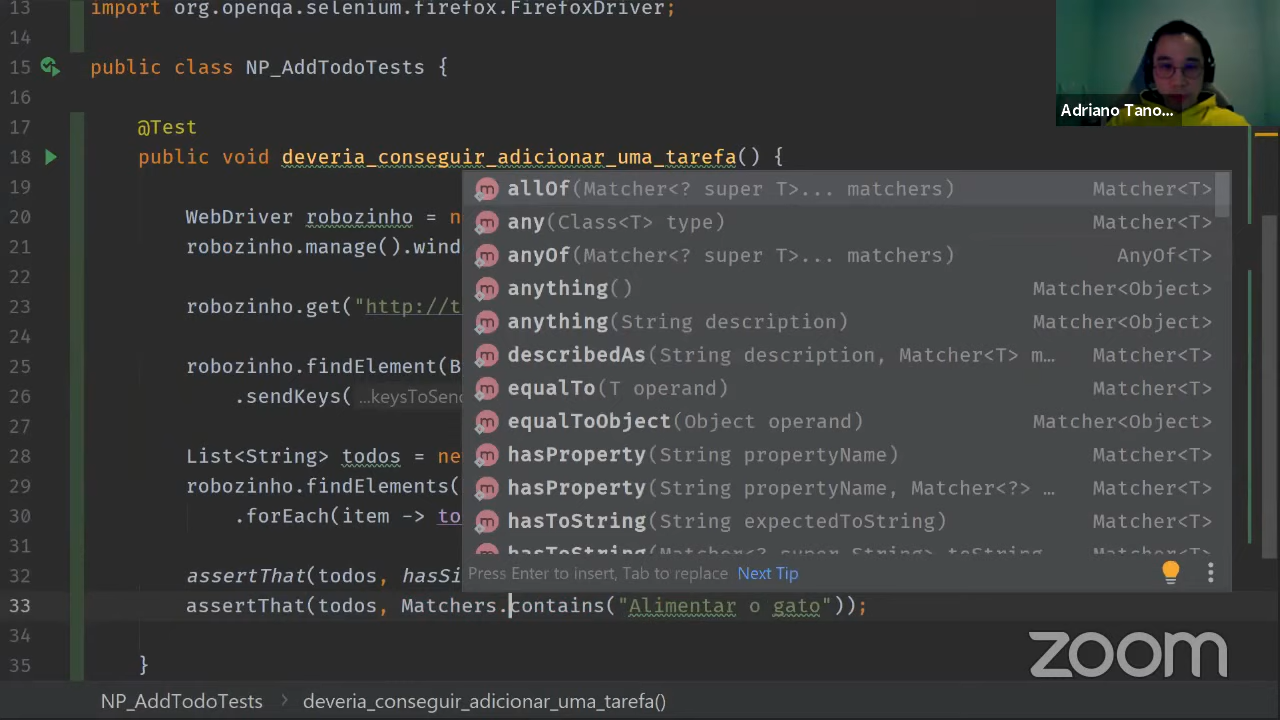 13 import org.openqa.selenium.firefox.FirefoxDriver;
14
15 public class NP_AddTodoTests {
16
17 @Test
18 public void deveria_conseguir_adicionar_uma_tarefa() {
19
20 WebDriver robozinho = n
21 robozinho.manage().wind
22
23 robozinho.get("http://t
24
25 robozinho.findElement(B
26 .sendKeys( …keysToSend
27
28 List<String> todos = ne
29 robozinho.findElements(
30 .forEach(item -> to
31
32 assertThat(todos, hasSi
33 assertThat(todos, Matchers.contains("Alimentar o gato"));
34
35 }
allOf(Matcher<? super T>... matchers) Matcher<T>
any(Class<T> type) Matcher<T>
anyOf(Matcher<? super T>... matchers) AnyOf<T>
anything() Matcher<Object>
anything(String description) Matcher<Object>
describedAs(String description, Matcher<T> m… Matcher<T>
equalTo(T operand) Matcher<T>
equalToObject(Object operand) Matcher<Object>
hasProperty(String propertyName) Matcher<T>
hasProperty(String propertyName, Matcher<?> … Matcher<T>
hasToString(String expectedToString) Matcher<T>
hasToString(Matcher<? super String> toString
Press Enter to insert, Tab to replace Next Tip
Adriano Tano...
zoom
NP_AddTodoTests > deveria_conseguir_adicionar_uma_tarefa()